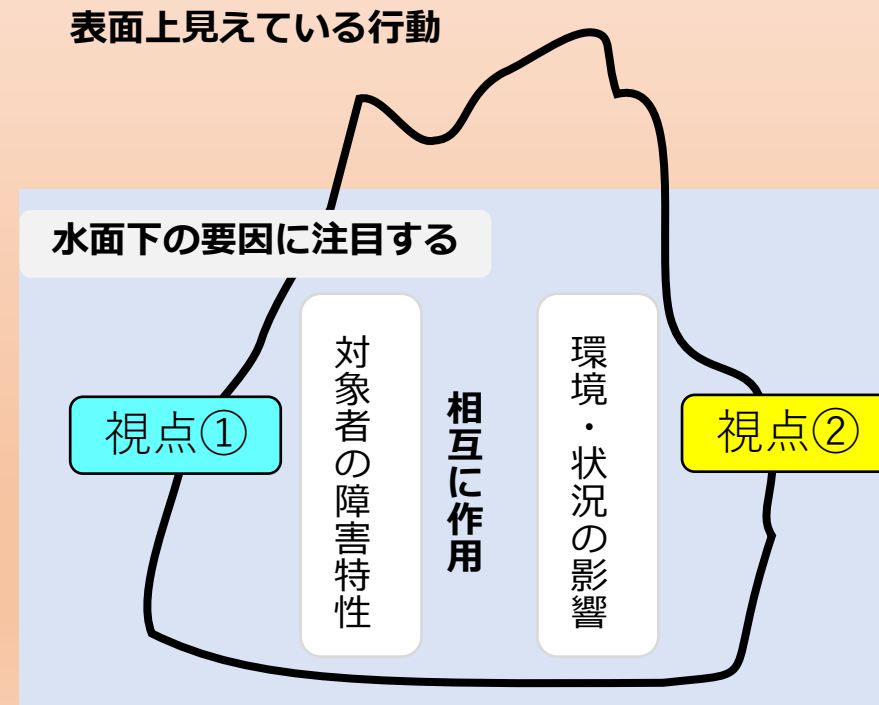 表面上見えている行動
水面下の要因に注目する
視点①
対象者の障害特性
相互に作用
環境・状況の影響
視点②